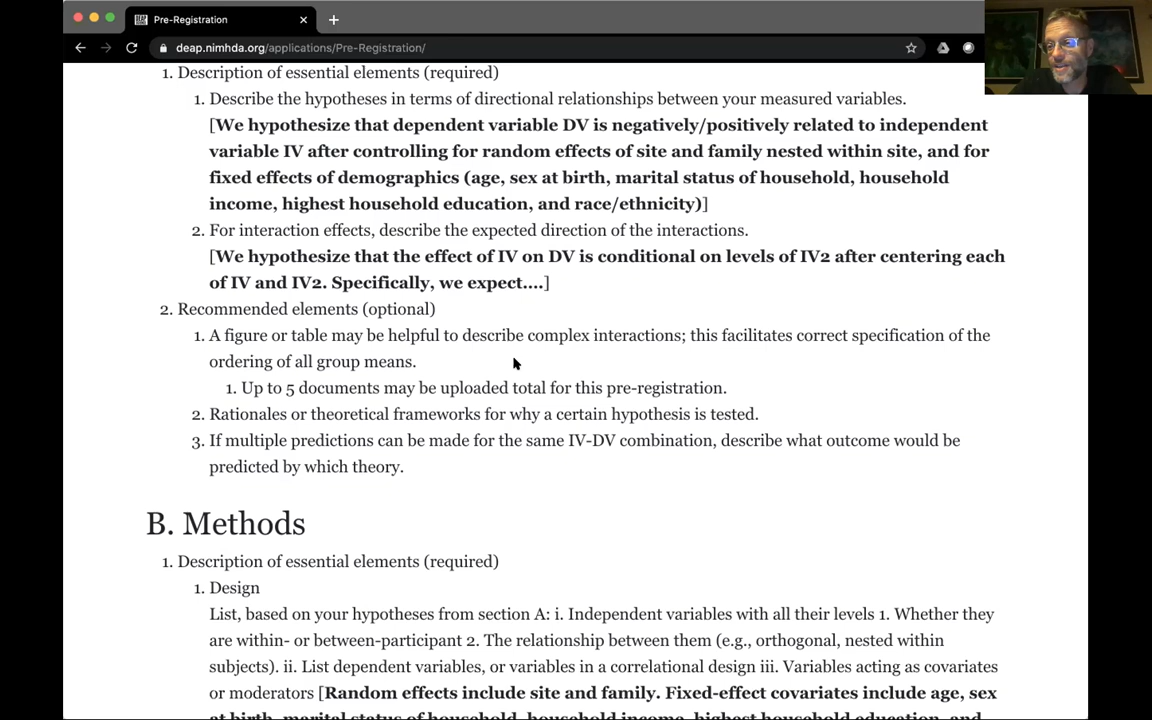 Pre-Registration
deap.nimhda.org/applications/Pre-Registration/
1. Description of essential elements (required)
1. Describe the hypotheses in terms of directional relationships between your measured variables.
[We hypothesize that dependent variable DV is negatively/positively related to independent
variable IV after controlling for random effects of site and family nested within site, and for
fixed effects of demographics (age, sex at birth, marital status of household, household
income, highest household education, and race/ethnicity)]
2. For interaction effects, describe the expected direction of the interactions.
[We hypothesize that the effect of IV on DV is conditional on levels of IV2 after centering each
of IV and IV2. Specifically, we expect....]
2. Recommended elements (optional)
1. A figure or table may be helpful to describe complex interactions; this facilitates correct specification of the
ordering of all group means.
1. Up to 5 documents may be uploaded total for this pre-registration.
2. Rationales or theoretical frameworks for why a certain hypothesis is tested.
3. If multiple predictions can be made for the same IV-DV combination, describe what outcome would be
predicted by which theory.
B. Methods
1. Description of essential elements (required)
1. Design
List, based on your hypotheses from section A: i. Independent variables with all their levels 1. Whether they
are within- or between-participant 2. The relationship between them (e.g., orthogonal, nested within
subjects). ii. List dependent variables, or variables in a correlational design iii. Variables acting as covariates
or moderators [Random effects include site and family. Fixed-effect covariates include age, sex
at birth, marital status of household, household income, highest household education, and